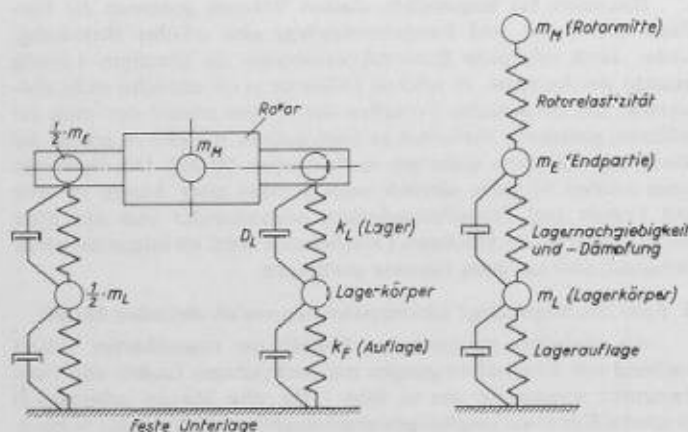 ½·m_E
m_M
Rotor
D_L
k_L (Lager)
½·m_L
Lagerkörper
k_F (Auflage)
feste Unterlage
m_M (Rotormitte)
Rotorelastizität
m_E (Endpartie)
Lagernachgiebigkeit
und -Dämpfung
m_L (Lagerkörper)
Lagerauflage